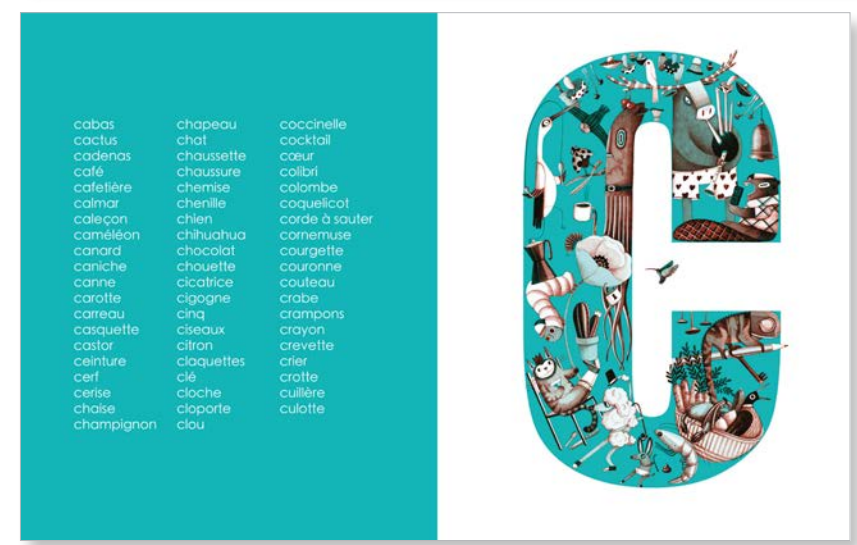 cabas
cactus
cadenas
café
cafetière
calmar
caleçon
caméléon
canard
caniche
canne
carotte
carreau
casquette
castor
ceinture
cerf
cerise
chaise
champignon
chapeau
chat
chaussette
chaussure
chemise
chenille
chien
chihuahua
chocolat
chouette
cicatrice
cigogne
cinq
ciseaux
citron
claquettes
clé
cloche
cloporte
clou
coccinelle
cocktail
cœur
colibri
colombe
coquelicot
corde à sauter
cornemuse
courgette
couronne
couteau
crabe
crampons
crayon
crevette
crier
crotte
cuillère
culotte
C